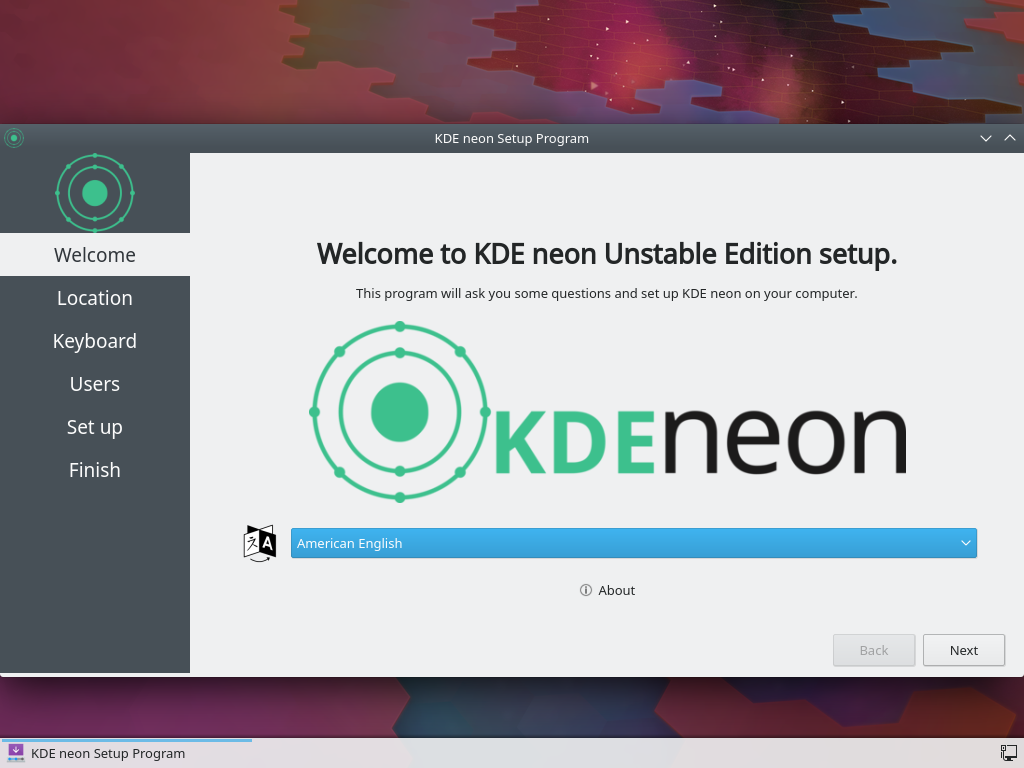 KDE neon Setup Program
Welcome
Location
Keyboard
Users
Set up
Finish
Welcome to KDE neon Unstable Edition setup.
This program will ask you some questions and set up KDE neon on your computer.
KDEneon
American English
About
Back
Next
KDE neon Setup Program